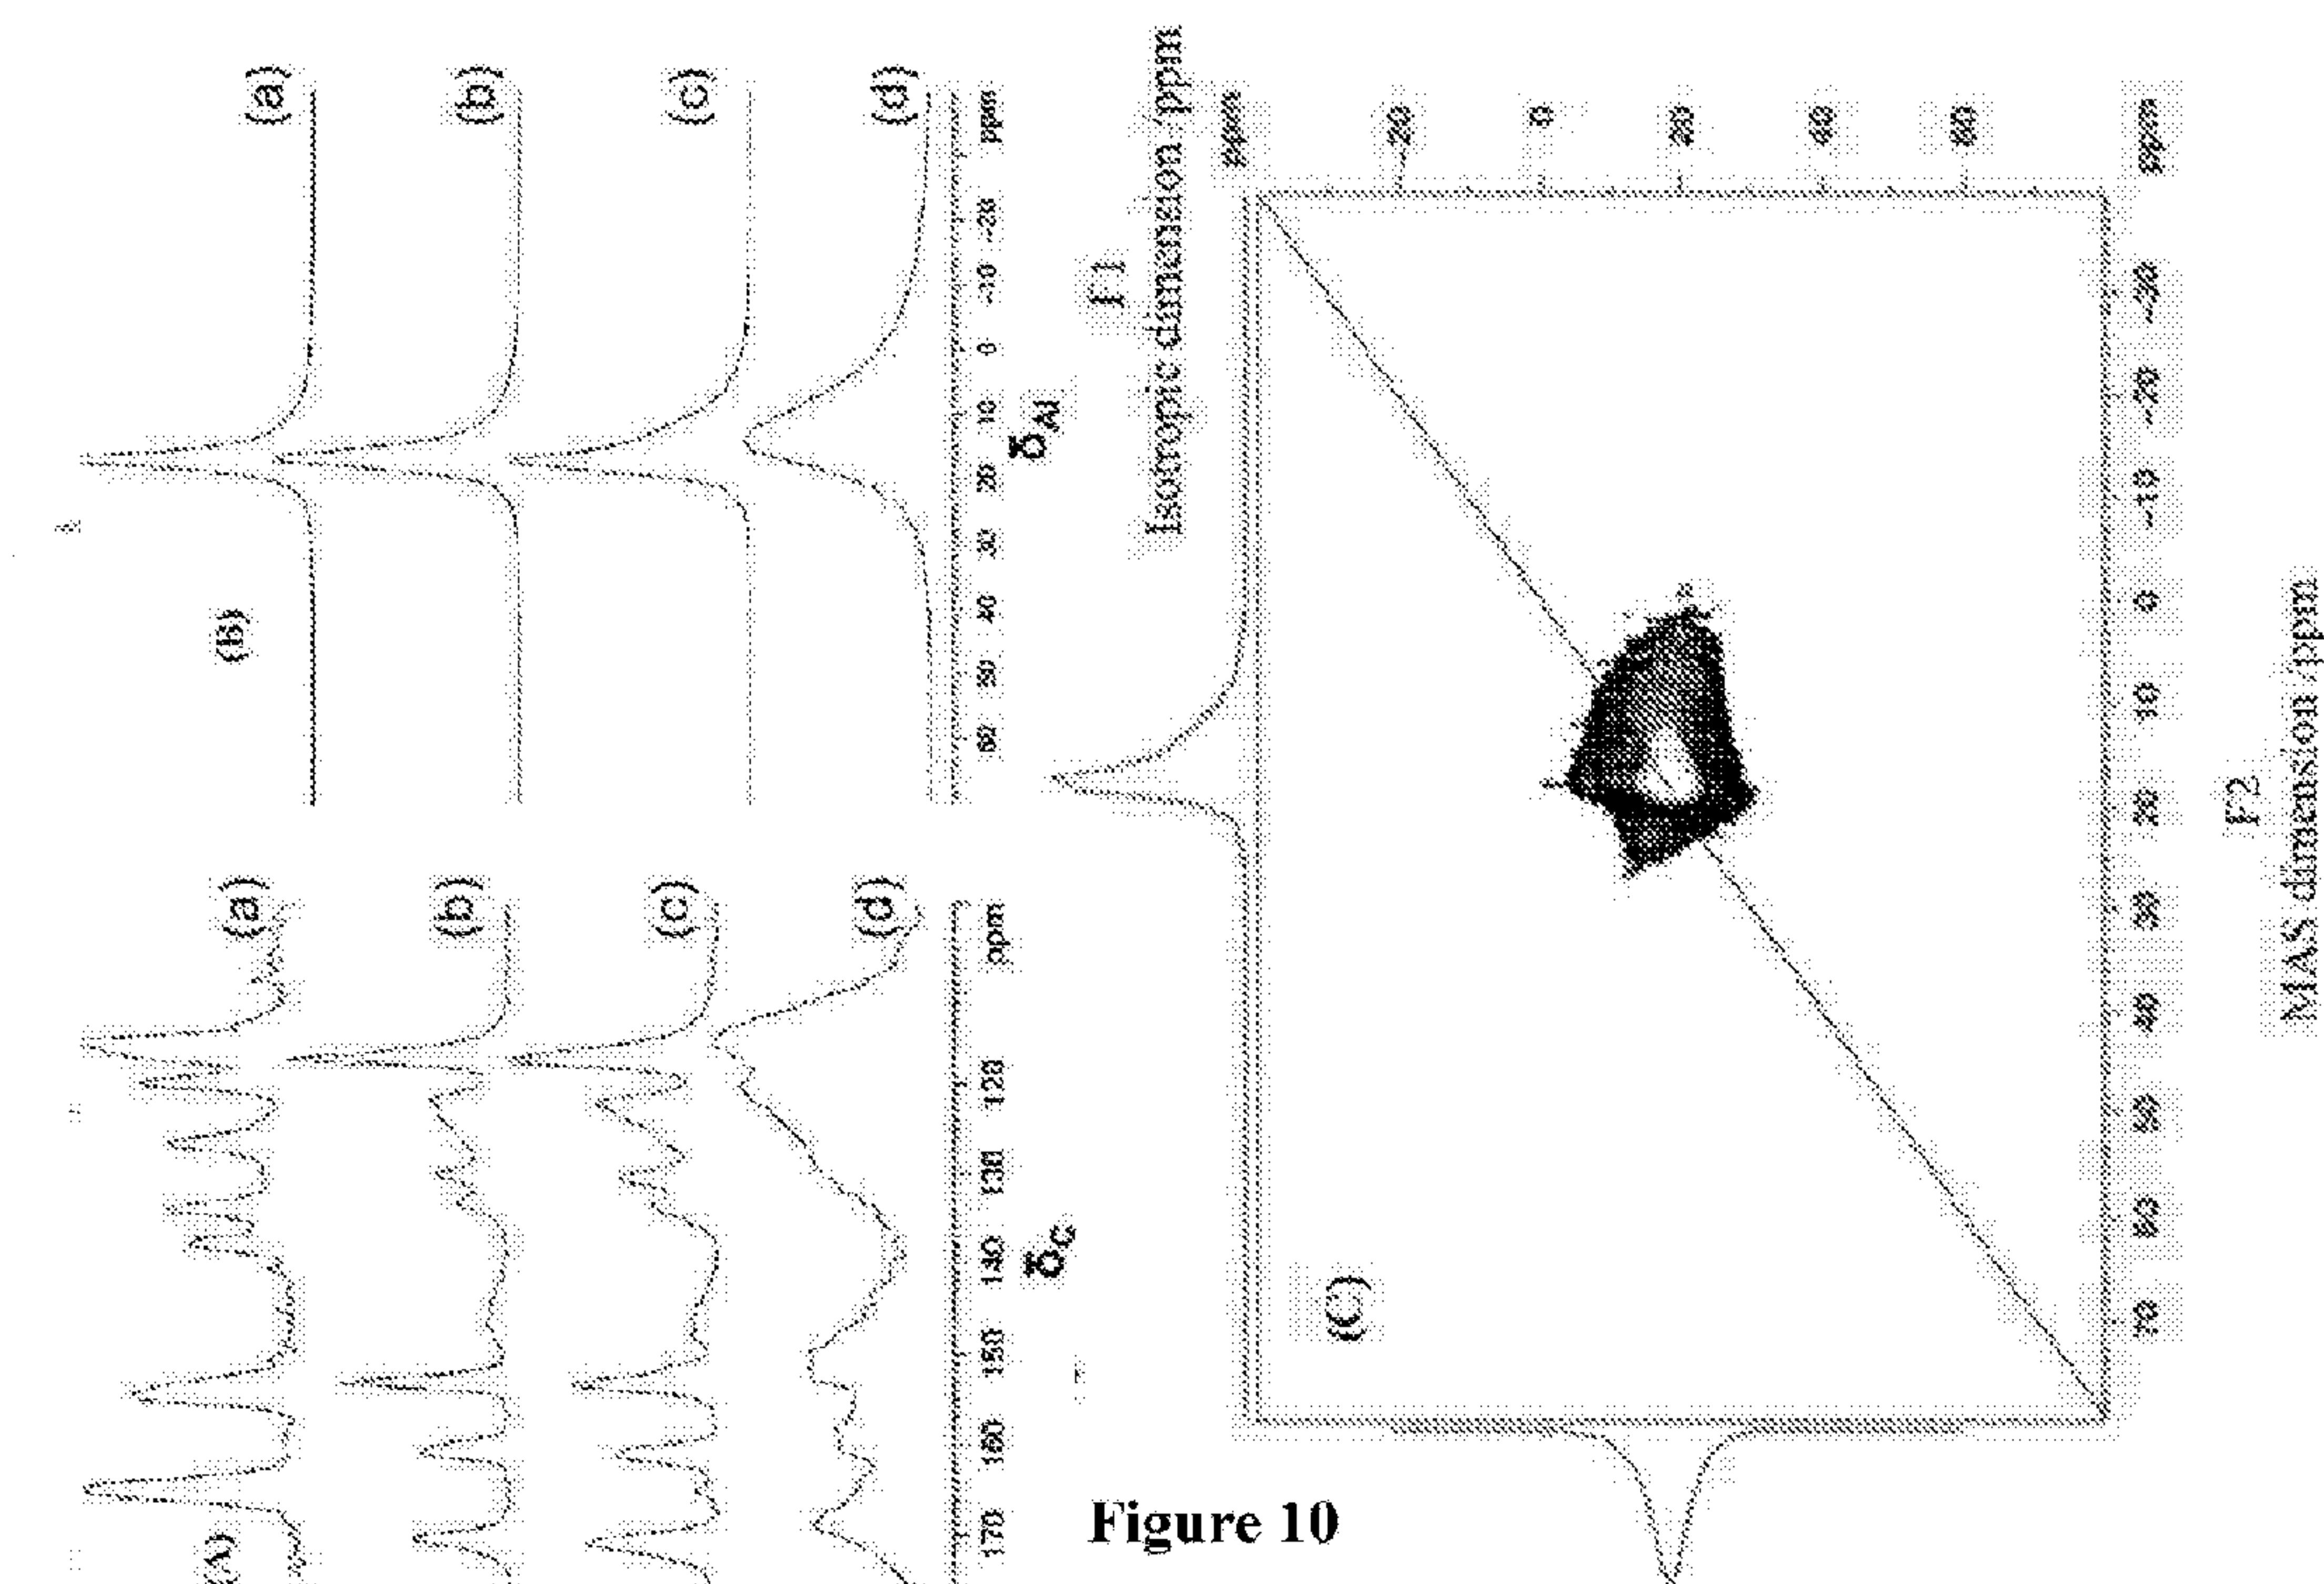 (A)
(a)
(b)
(c)
(d)
170 160 150 140 130 120 ppm
δC
(B)
(a)
(b)
(c)
(d)
60 50 40 30 20 10 0 -10 -20 ppm
δAl
F1
Isotropic dimension /ppm
ppm
-20
0
20
40
60
ppm
(C)
70 60 50 40 30 20 10 0 -10 -20 -30
F2
MAS dimension /ppm
Figure 10